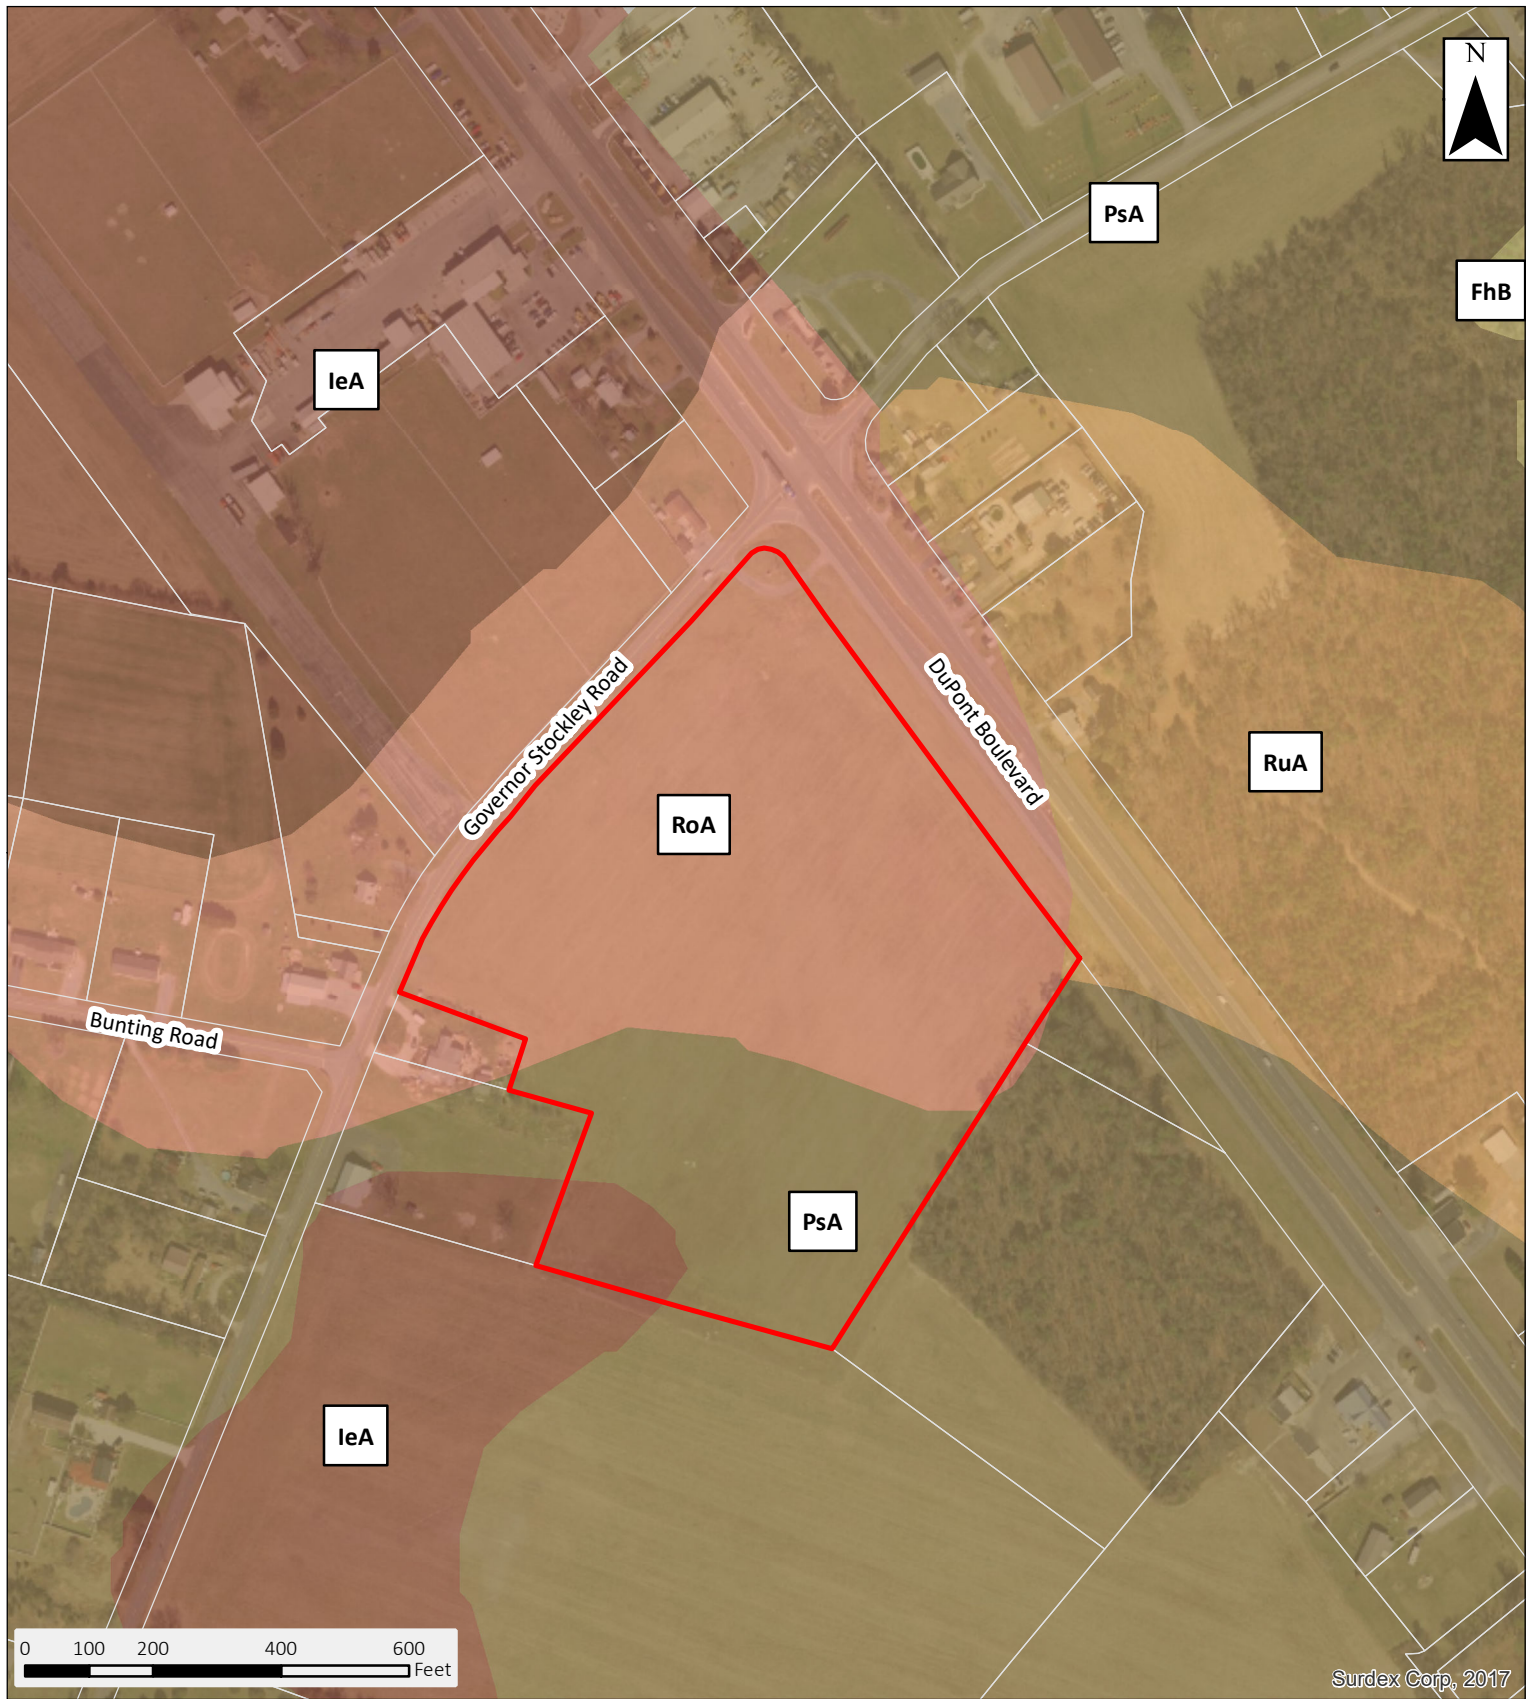 N
PsA
FhB
IeA
Governor Stockley Road
DuPont Boulevard
RuA
RoA
Bunting Road
PsA
IeA
0 100 200 400 600
Feet
Surdex Corp, 2017